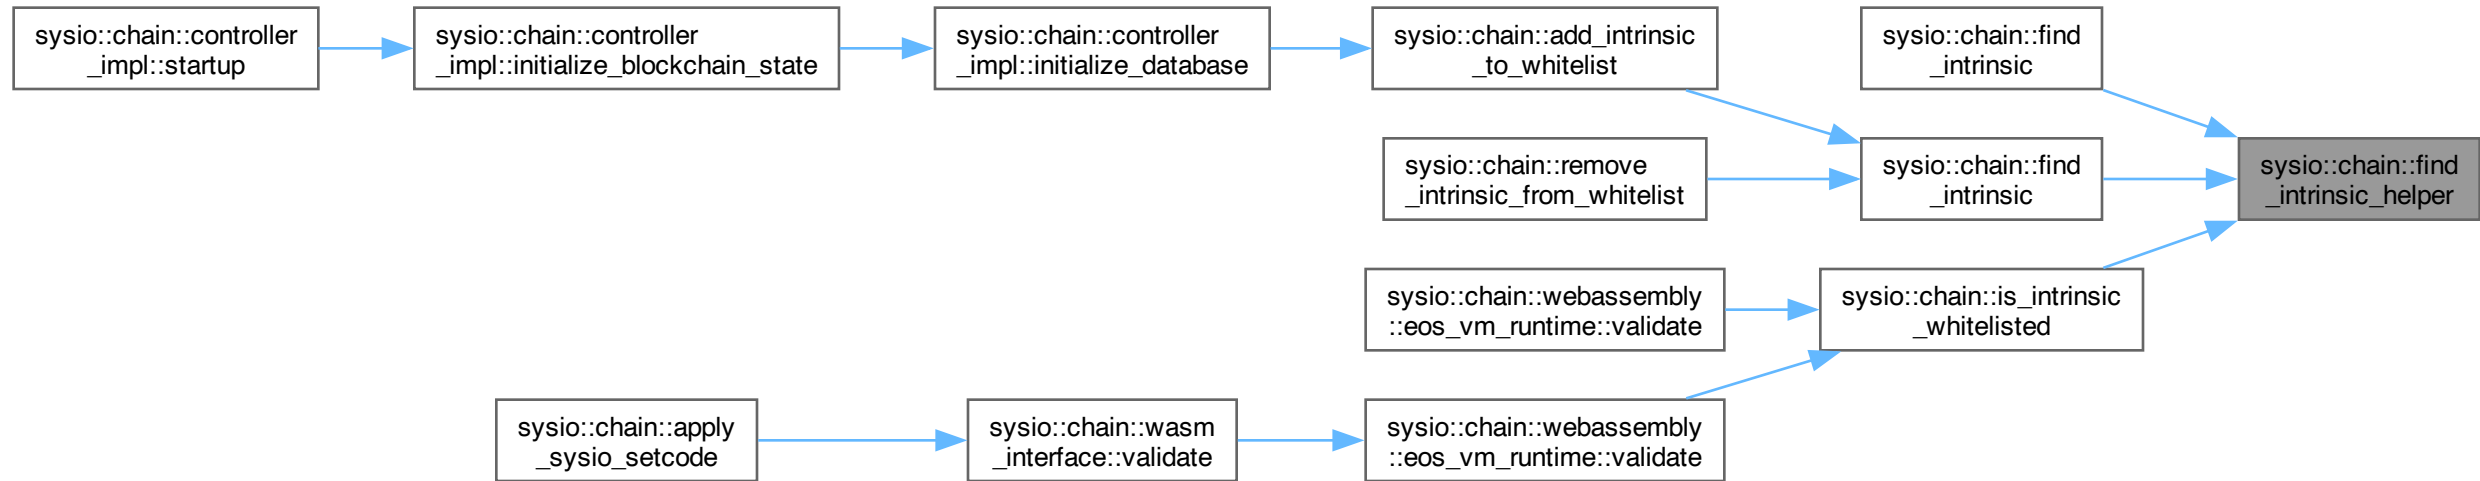 sysio::chain::controller
_impl::startup
sysio::chain::controller
_impl::initialize_blockchain_state
sysio::chain::controller
_impl::initialize_database
sysio::chain::add_intrinsic
_to_whitelist
sysio::chain::find
_intrinsic
sysio::chain::remove
_intrinsic_from_whitelist
sysio::chain::find
_intrinsic
sysio::chain::find
_intrinsic_helper
sysio::chain::webassembly
::eos_vm_runtime::validate
sysio::chain::is_intrinsic
_whitelisted
sysio::chain::apply
_sysio_setcode
sysio::chain::wasm
_interface::validate
sysio::chain::webassembly
::eos_vm_runtime::validate